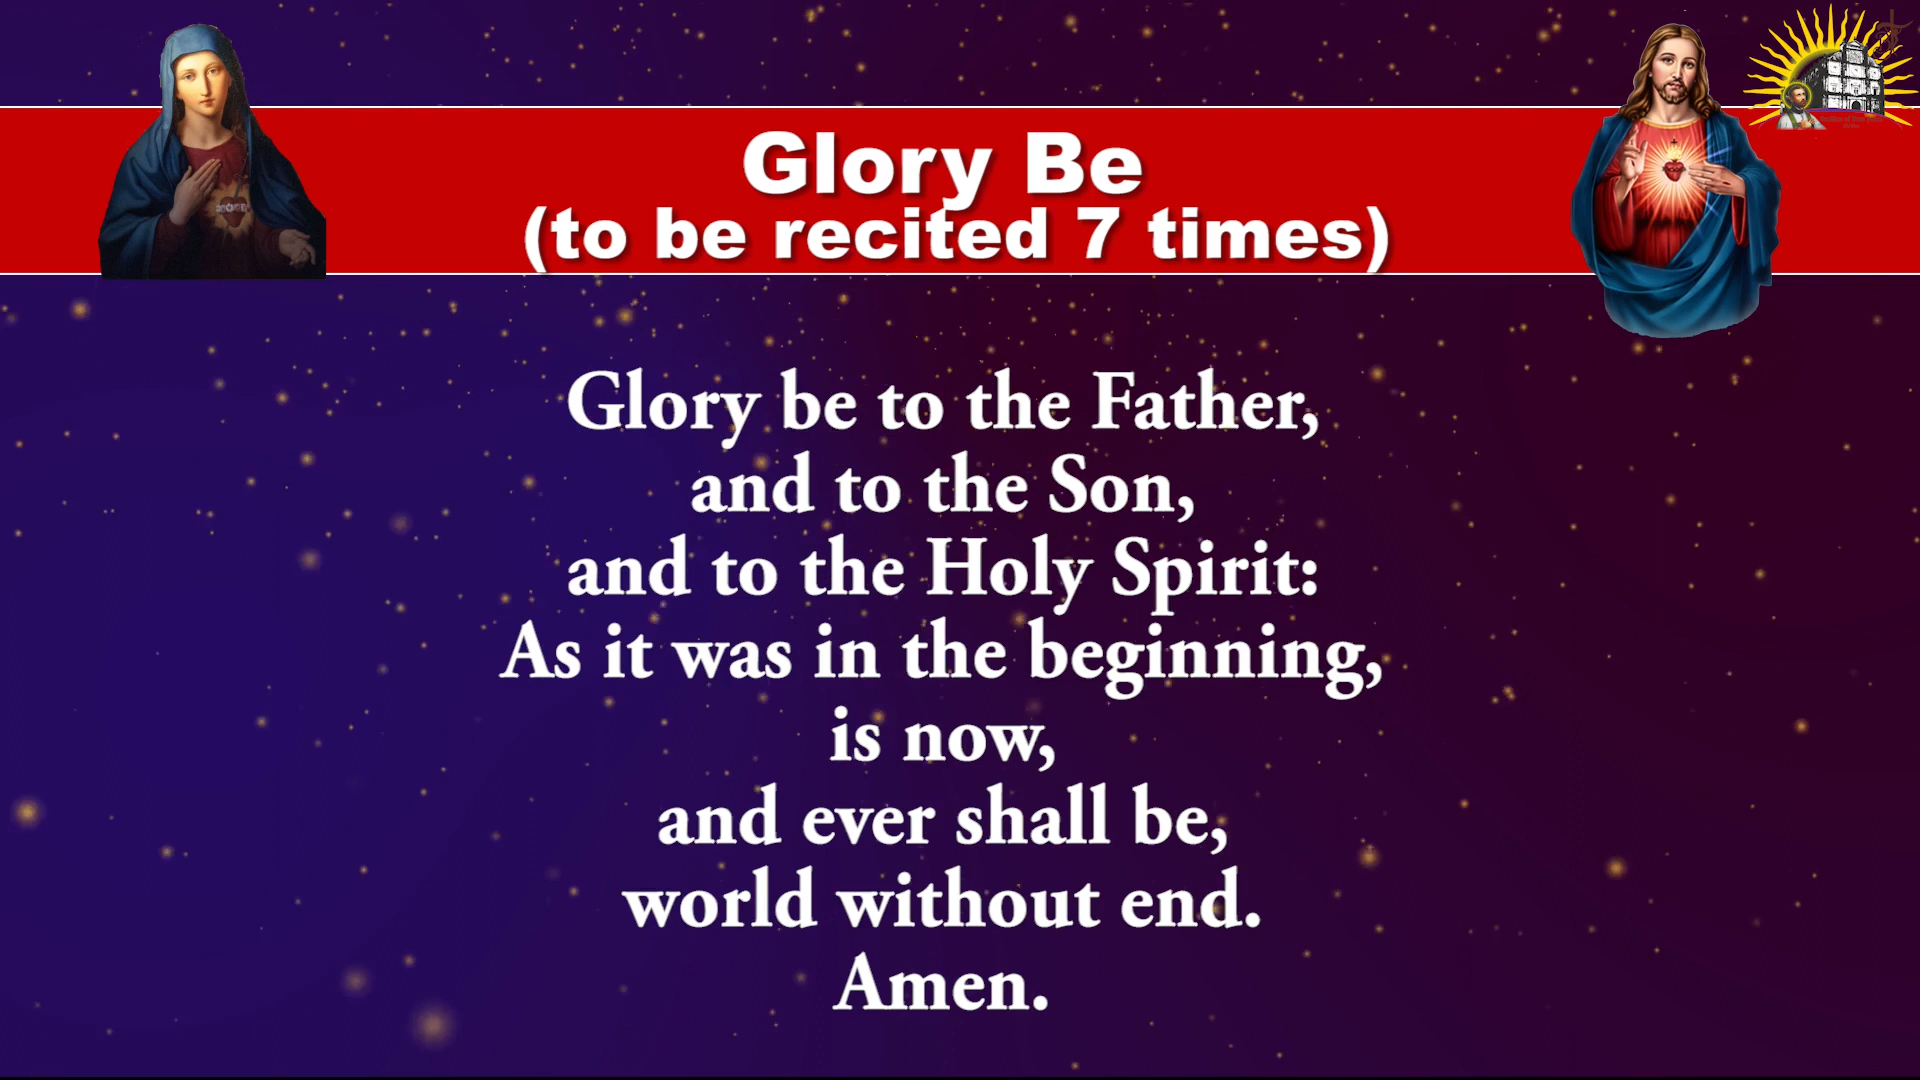 Glory Be
(to be recited 7 times)
Glory be to the Father,
and to the Son,
and to the Holy Spirit:
As it was in the beginning,
is now,
and ever shall be,
world without end.
Amen.